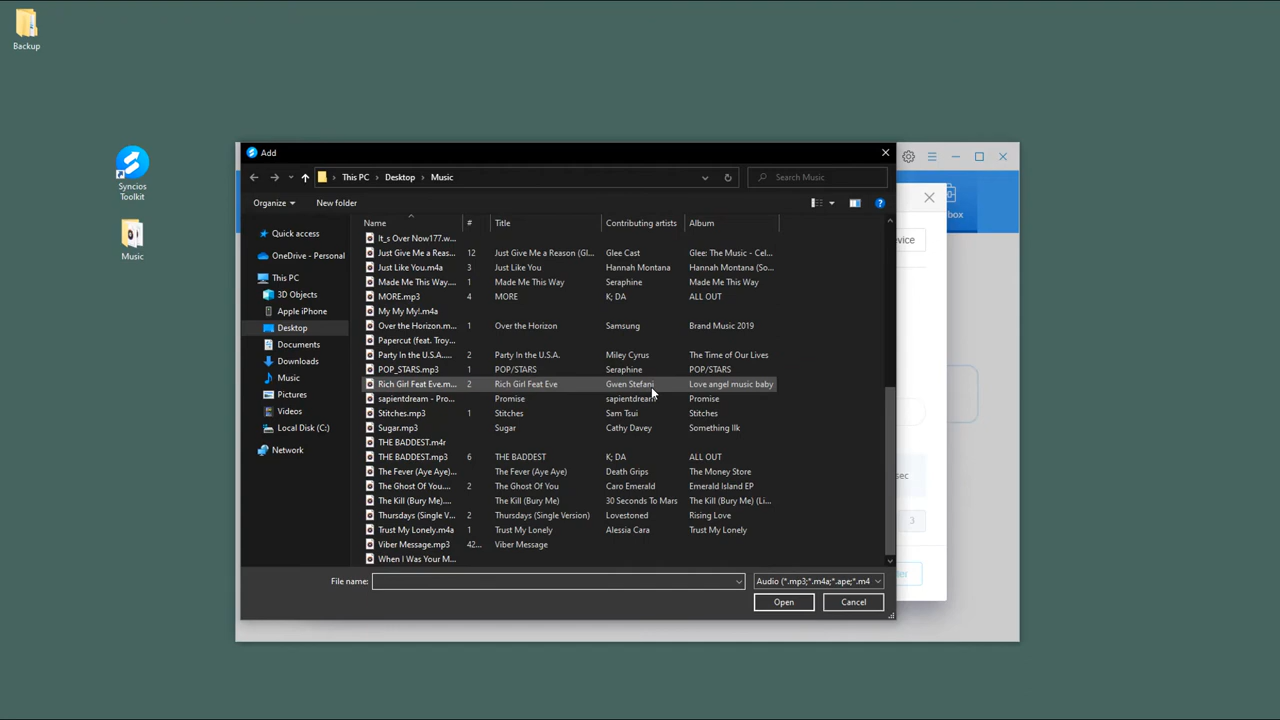 Backup
Syncios
Toolkit
Music
Add
This PC
Desktop
Music
Search Music
Organize
New folder
Name
#
Title
Contributing artists
Album
box
evice
Quick access
OneDrive - Personal
This PC
3D Objects
Apple iPhone
Desktop
Documents
Downloads
Music
Pictures
Videos
Local Disk (C:)
Network
It_s Over Now177.w...
Just Give Me a Reas... 12 Just Give Me a Reason (Gl... Glee Cast Glee: The Music - Cel...
Just Like You.m4a 3 Just Like You Hannah Montana Hannah Montana (So...
Made Me This Way.... 1 Made Me This Way Seraphine Made Me This Way
MORE.mp3 4 MORE K; DA ALL OUT
My My My!.m4a
Over the Horizon.m... 1 Over the Horizon Samsung Brand Music 2019
Papercut (feat. Troy...
Party In the U.S.A.... 2 Party In the U.S.A. Miley Cyrus The Time of Our Lives
POP_STARS.mp3 1 POP/STARS Seraphine POP/STARS
Rich Girl Feat Eve.m... 2 Rich Girl Feat Eve Gwen Stefani Love angel music baby
sapientdream - Pro... Promise sapientdream Promise
Stitches.mp3 1 Stitches Sam Tsui Stitches
Sugar.mp3 Sugar Cathy Davey Something Ilk
THE BADDEST.m4r
THE BADDEST.mp3 6 THE BADDEST K; DA ALL OUT
The Fever (Aye Aye)... The Fever (Aye Aye) Death Grips The Money Store
The Ghost Of You.... 2 The Ghost Of You Caro Emerald Emerald Island EP
The Kill (Bury Me).... The Kill (Bury Me) 30 Seconds To Mars The Kill (Bury Me) (Li...
Thursdays (Single V... 2 Thursdays (Single Version) Lovestoned Rising Love
Trust My Lonely.m4a 1 Trust My Lonely Alessia Cara Trust My Lonely
Viber Message.mp3 42... Viber Message
When I Was Your M...
sec
3
File name:
Audio (*.mp3;*.m4a;*.ape;*.m4
Open
Cancel